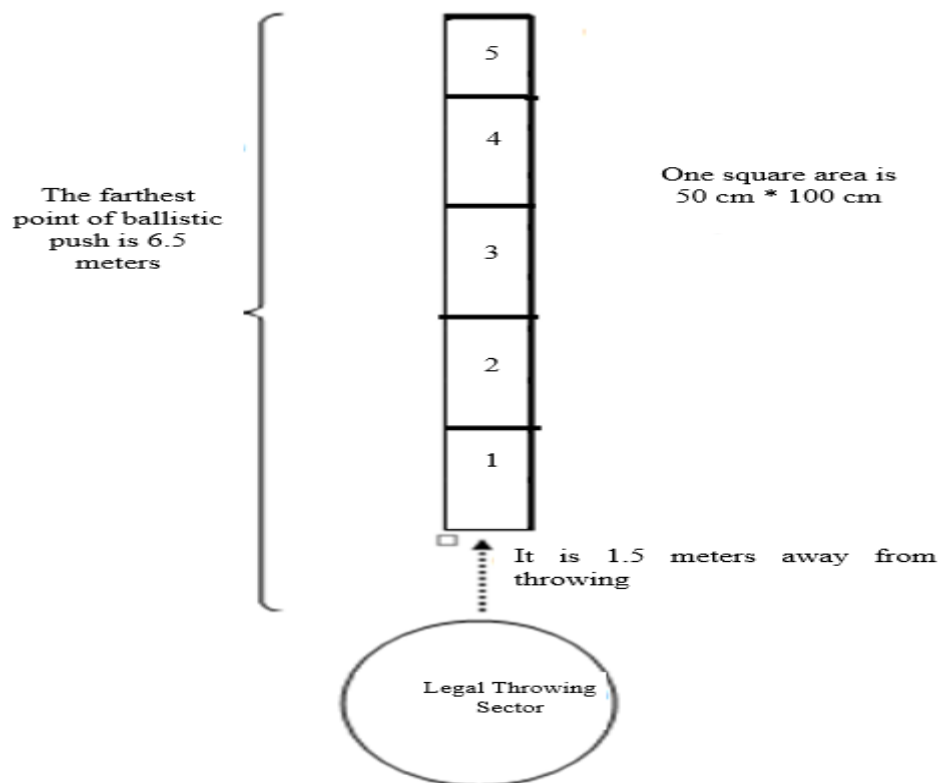 5
4
One square area is
50 cm * 100 cm
The farthest
point of ballistic
push is 6.5
meters
3
2
1
It is 1.5 meters away from
throwing
Legal Throwing
Sector